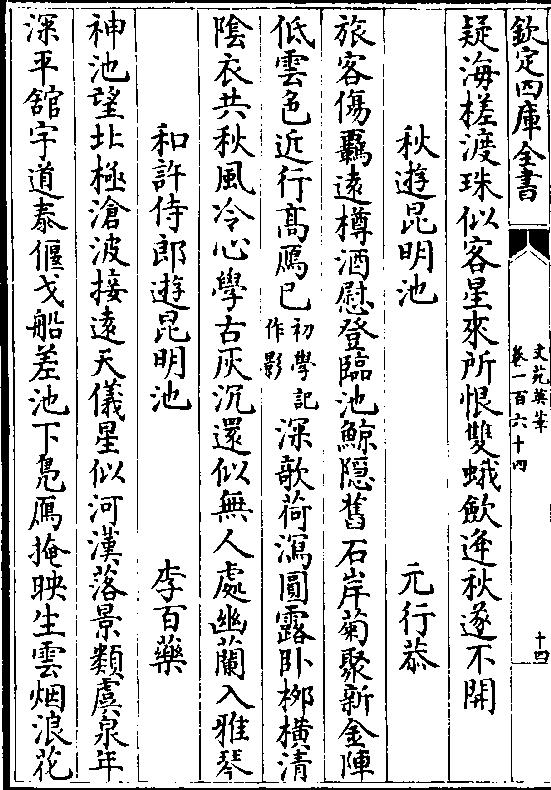 欽定四庫全書
文苑英華
卷一百六十四
十四
疑海槎渡珠似客星來所恨雙蛾歛逄秋遂不開
秋遊昆明池
元行恭
旅客傷羈遠樽酒慰登臨池鯨隱舊石岸菊聚新金陣
低雲色近行髙鴈已初學記作影深歌荷瀉圓露卧桞横清
隂衣共秋風冷心學古灰沉還似無人處幽蘭入雅琴
和許侍郎遊昆明池
李百藥
神池望北極滄波接遠天儀星似河漢落景類虞泉年
深平舘宇道泰偃戈船差池下鳬鴈掩映生雲烟浪花